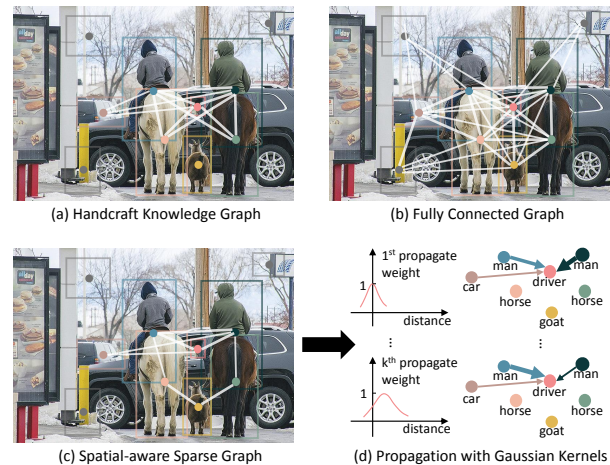 (a) Handcraft Knowledge Graph
(b) Fully Connected Graph
1st propagate
weight
1
distance
man
man
car
driver
horse
horse
goat
...
...
kth propagate
weight
1
distance
man
man
car
driver
horse
horse
goat
(c) Spatial-aware Sparse Graph
(d) Propagation with Gaussian Kernels